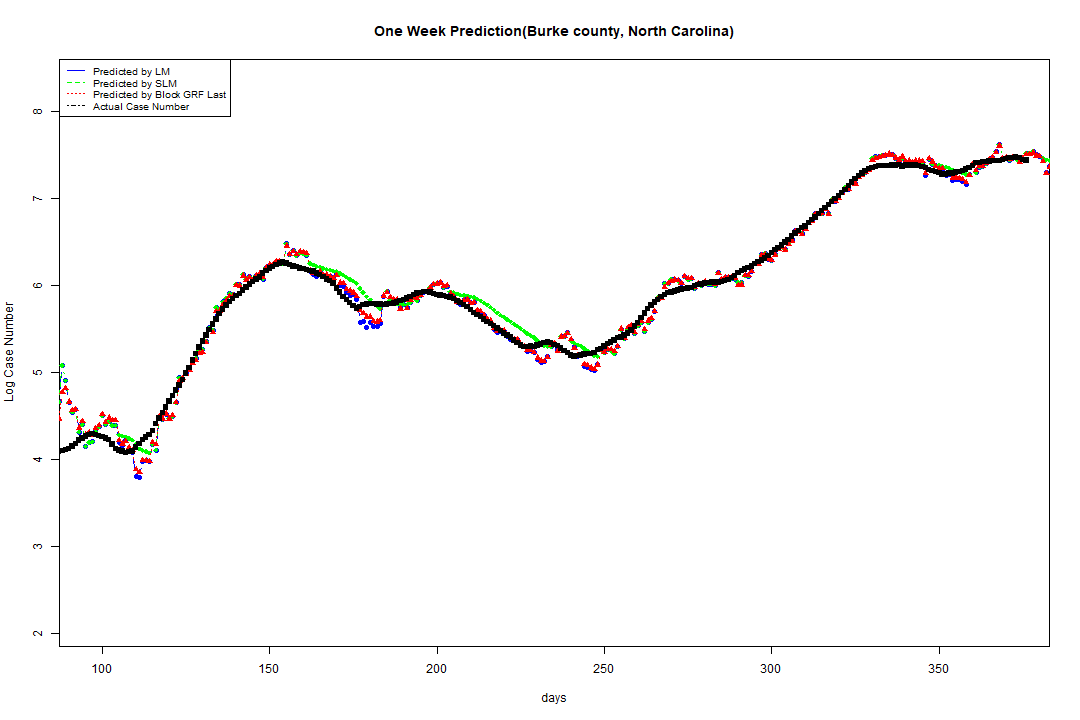 One Week Prediction(Burke county, North Carolina)
Predicted by LM
Predicted by SLM
Predicted by Block GRF Last
Actual Case Number
Log Case Number
8
7
6
5
4
3
2
100 150 200 250 300 350
days